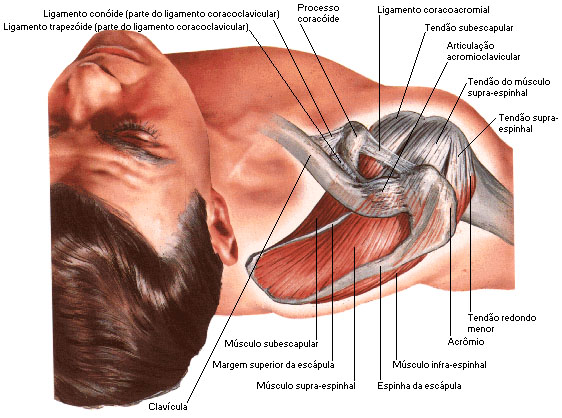 Ligamento conóide (parte do ligamento coracoclavicular)
Ligamento trapezóide (parte do ligamento coracoclavicular)
Processo
coracóide
Ligamento coracoacromial
Tendão subescapular
Articulação
acromioclavicular
Tendão do músculo
supra-espinhal
Tendão supra-
espinhal
Tendão redondo
menor
Acrômio
Músculo subescapular
Margem superior da escápula
Músculo infra-espinhal
Músculo supra-espinhal
Espinha da escápula
Clavícula